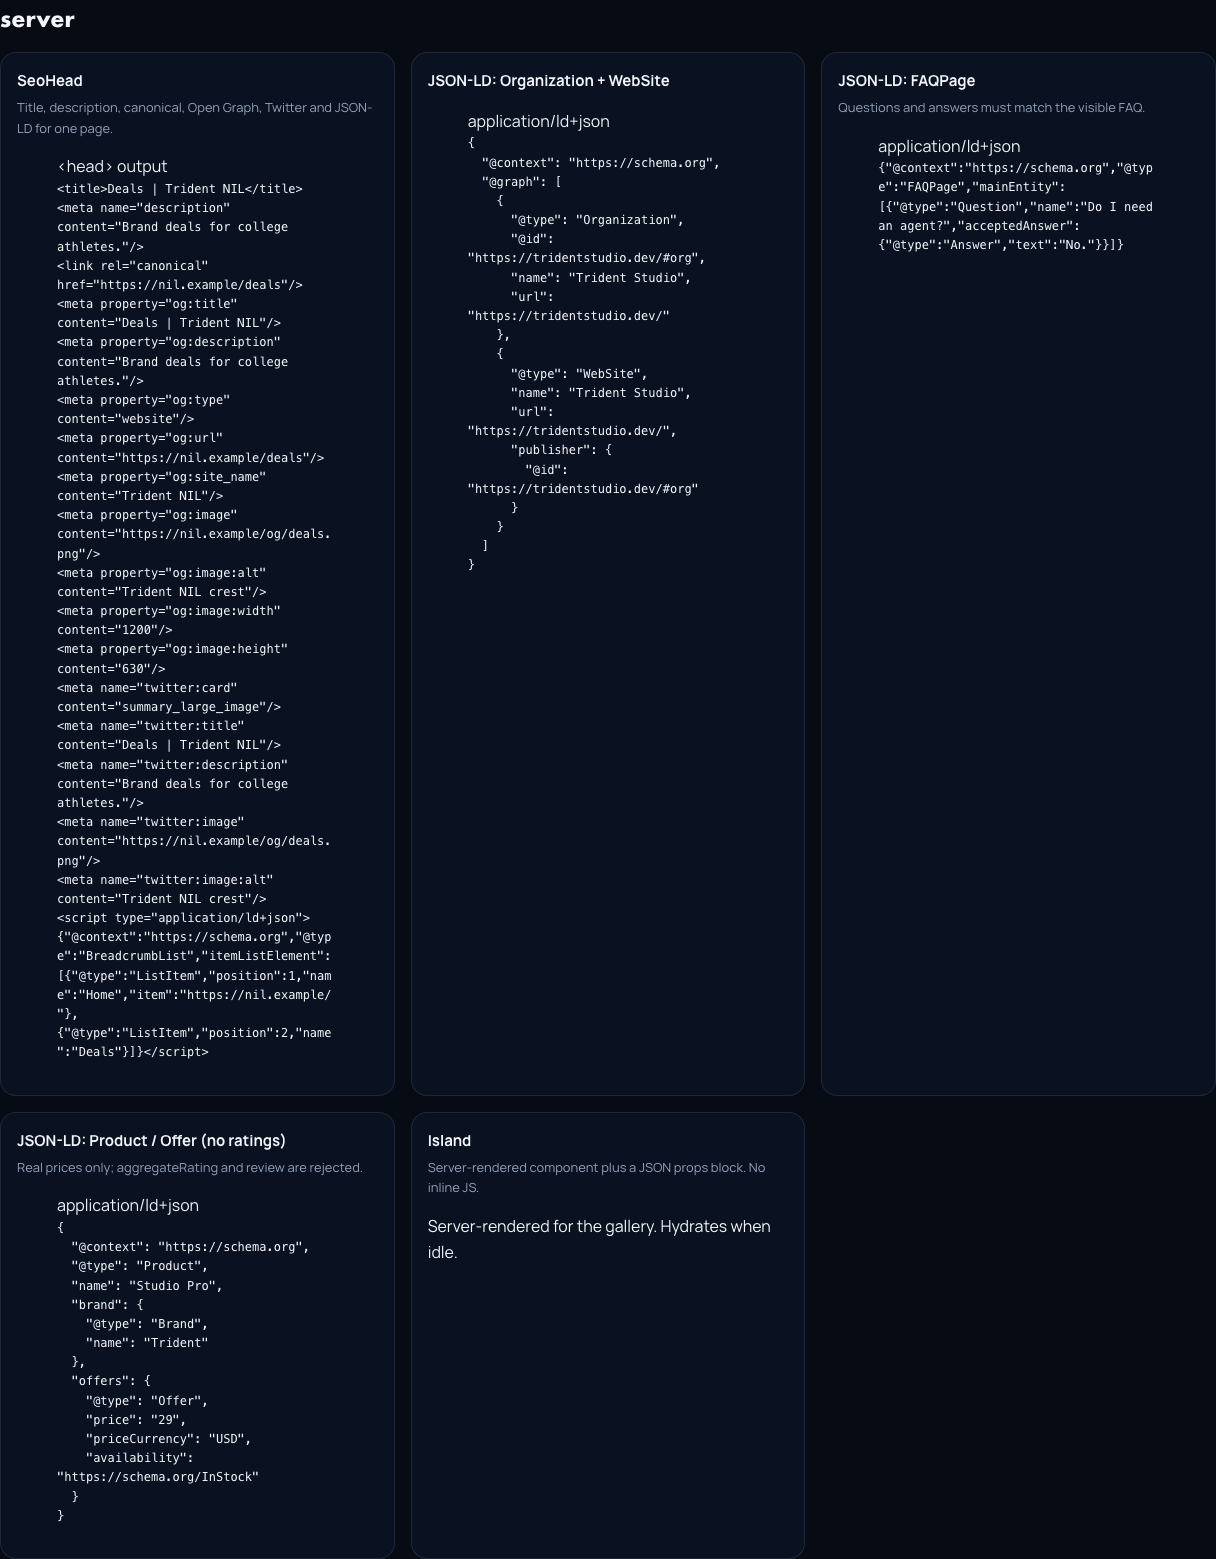 server
SeoHead
Title, description, canonical, Open Graph, Twitter and JSON-
LD for one page.
<head> output
<title>Deals | Trident NIL</title>
<meta name="description"
content="Brand deals for college
athletes."/>
<link rel="canonical"
href="https://nil.example/deals"/>
<meta property="og:title"
content="Deals | Trident NIL"/>
<meta property="og:description"
content="Brand deals for college
athletes."/>
<meta property="og:type"
content="website"/>
<meta property="og:url"
content="https://nil.example/deals"/>
<meta property="og:site_name"
content="Trident NIL"/>
<meta property="og:image"
content="https://nil.example/og/deals.
png"/>
<meta property="og:image:alt"
content="Trident NIL crest"/>
<meta property="og:image:width"
content="1200"/>
<meta property="og:image:height"
content="630"/>
<meta name="twitter:card"
content="summary_large_image"/>
<meta name="twitter:title"
content="Deals | Trident NIL"/>
<meta name="twitter:description"
content="Brand deals for college
athletes."/>
<meta name="twitter:image"
content="https://nil.example/og/deals.
png"/>
<meta name="twitter:image:alt"
content="Trident NIL crest"/>
<script type="application/ld+json">
{"@context":"https://schema.org","@typ
e":"BreadcrumbList","itemListElement":
[{"@type":"ListItem","position":1,"nam
e":"Home","item":"https://nil.example/
"},
{"@type":"ListItem","position":2,"name
":"Deals"}]}</script>
JSON-LD: Organization + WebSite
application/ld+json
{
  "@context": "https://schema.org",
  "@graph": [
    {
      "@type": "Organization",
      "@id":
"https://tridentstudio.dev/#org",
      "name": "Trident Studio",
      "url":
"https://tridentstudio.dev/"
    },
    {
      "@type": "WebSite",
      "name": "Trident Studio",
      "url":
"https://tridentstudio.dev/",
      "publisher": {
        "@id":
"https://tridentstudio.dev/#org"
      }
    }
  ]
}
JSON-LD: FAQPage
Questions and answers must match the visible FAQ.
application/ld+json
{"@context":"https://schema.org","@typ
e":"FAQPage","mainEntity":
[{"@type":"Question","name":"Do I need
an agent?","acceptedAnswer":
{"@type":"Answer","text":"No."}}]}
JSON-LD: Product / Offer (no ratings)
Real prices only; aggregateRating and review are rejected.
application/ld+json
{
  "@context": "https://schema.org",
  "@type": "Product",
  "name": "Studio Pro",
  "brand": {
    "@type": "Brand",
    "name": "Trident"
  },
  "offers": {
    "@type": "Offer",
    "price": "29",
    "priceCurrency": "USD",
    "availability":
"https://schema.org/InStock"
  }
}
Island
Server-rendered component plus a JSON props block. No
inline JS.
Server-rendered for the gallery. Hydrates when
idle.